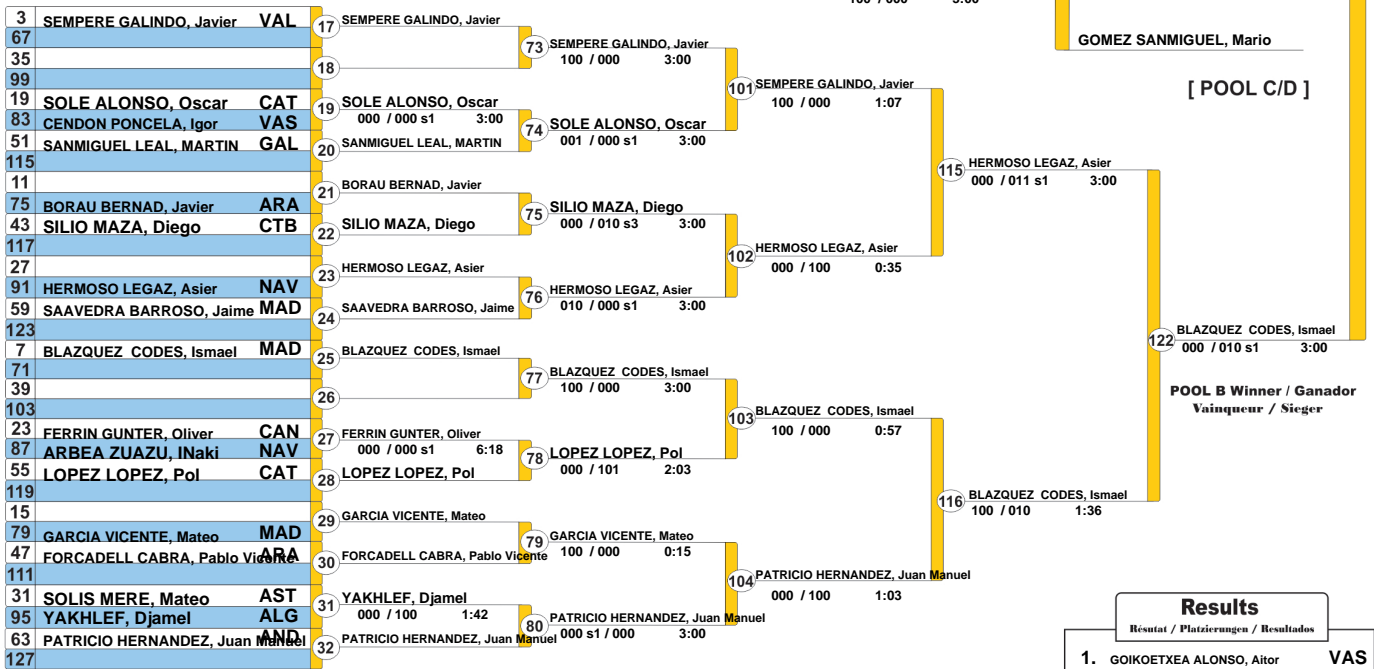 100 / 000 3:00
GOMEZ SANMIGUEL, Mario
[ POOL C/D ]
3 SEMPERE GALINDO, Javier VAL
67
35
99
19 SOLE ALONSO, Oscar CAT
83 CENDON PONCELA, Igor VAS
51 SANMIGUEL LEAL, MARTIN GAL
115
11
75 BORAU BERNAD, Javier ARA
43 SILIO MAZA, Diego CTB
117
27
91 HERMOSO LEGAZ, Asier NAV
59 SAAVEDRA BARROSO, Jaime MAD
123
7 BLAZQUEZ CODES, Ismael MAD
71
39
103
23 FERRIN GUNTER, Oliver CAN
87 ARBEA ZUAZU, INaki NAV
55 LOPEZ LOPEZ, Pol CAT
119
15
79 GARCIA VICENTE, Mateo MAD
47 FORCADELL CABRA, Pablo Vicente ARA
111
31 SOLIS MERE, Mateo AST
95 YAKHLEF, Djamel ALG
63 PATRICIO HERNANDEZ, Juan Manuel AND
127
17 SEMPERE GALINDO, Javier
18
19 SOLE ALONSO, Oscar
000 / 000 s1 3:00
20 SANMIGUEL LEAL, MARTIN
21 BORAU BERNAD, Javier
22 SILIO MAZA, Diego
23 HERMOSO LEGAZ, Asier
24 SAAVEDRA BARROSO, Jaime
25 BLAZQUEZ CODES, Ismael
26
27 FERRIN GUNTER, Oliver
000 / 000 s1 6:18
28 LOPEZ LOPEZ, Pol
29 GARCIA VICENTE, Mateo
30 FORCADELL CABRA, Pablo Vicente
31 YAKHLEF, Djamel
000 / 100 1:42
32 PATRICIO HERNANDEZ, Juan Manuel
73 SEMPERE GALINDO, Javier
100 / 000 3:00
74 SOLE ALONSO, Oscar
001 / 000 s1 3:00
75 SILIO MAZA, Diego
000 / 010 s3 3:00
76 HERMOSO LEGAZ, Asier
010 / 000 s1 3:00
77 BLAZQUEZ CODES, Ismael
100 / 000 3:00
78 LOPEZ LOPEZ, Pol
000 / 101 2:03
79 GARCIA VICENTE, Mateo
100 / 000 0:15
80 PATRICIO HERNANDEZ, Juan Manuel
000 s1 / 000 3:00
101 SEMPERE GALINDO, Javier
100 / 000 1:07
102 HERMOSO LEGAZ, Asier
000 / 100 0:35
103 BLAZQUEZ CODES, Ismael
100 / 000 0:57
104 PATRICIO HERNANDEZ, Juan Manuel
000 / 100 1:03
115 HERMOSO LEGAZ, Asier
000 / 011 s1 3:00
116 BLAZQUEZ CODES, Ismael
100 / 010 1:36
122 BLAZQUEZ CODES, Ismael
000 / 010 s1 3:00
POOL B Winner / Ganador
Vainqueur / Sieger
Results
Résutat / Platzierungen / Resultados
1. GOIKOETXEA ALONSO, Aitor VAS